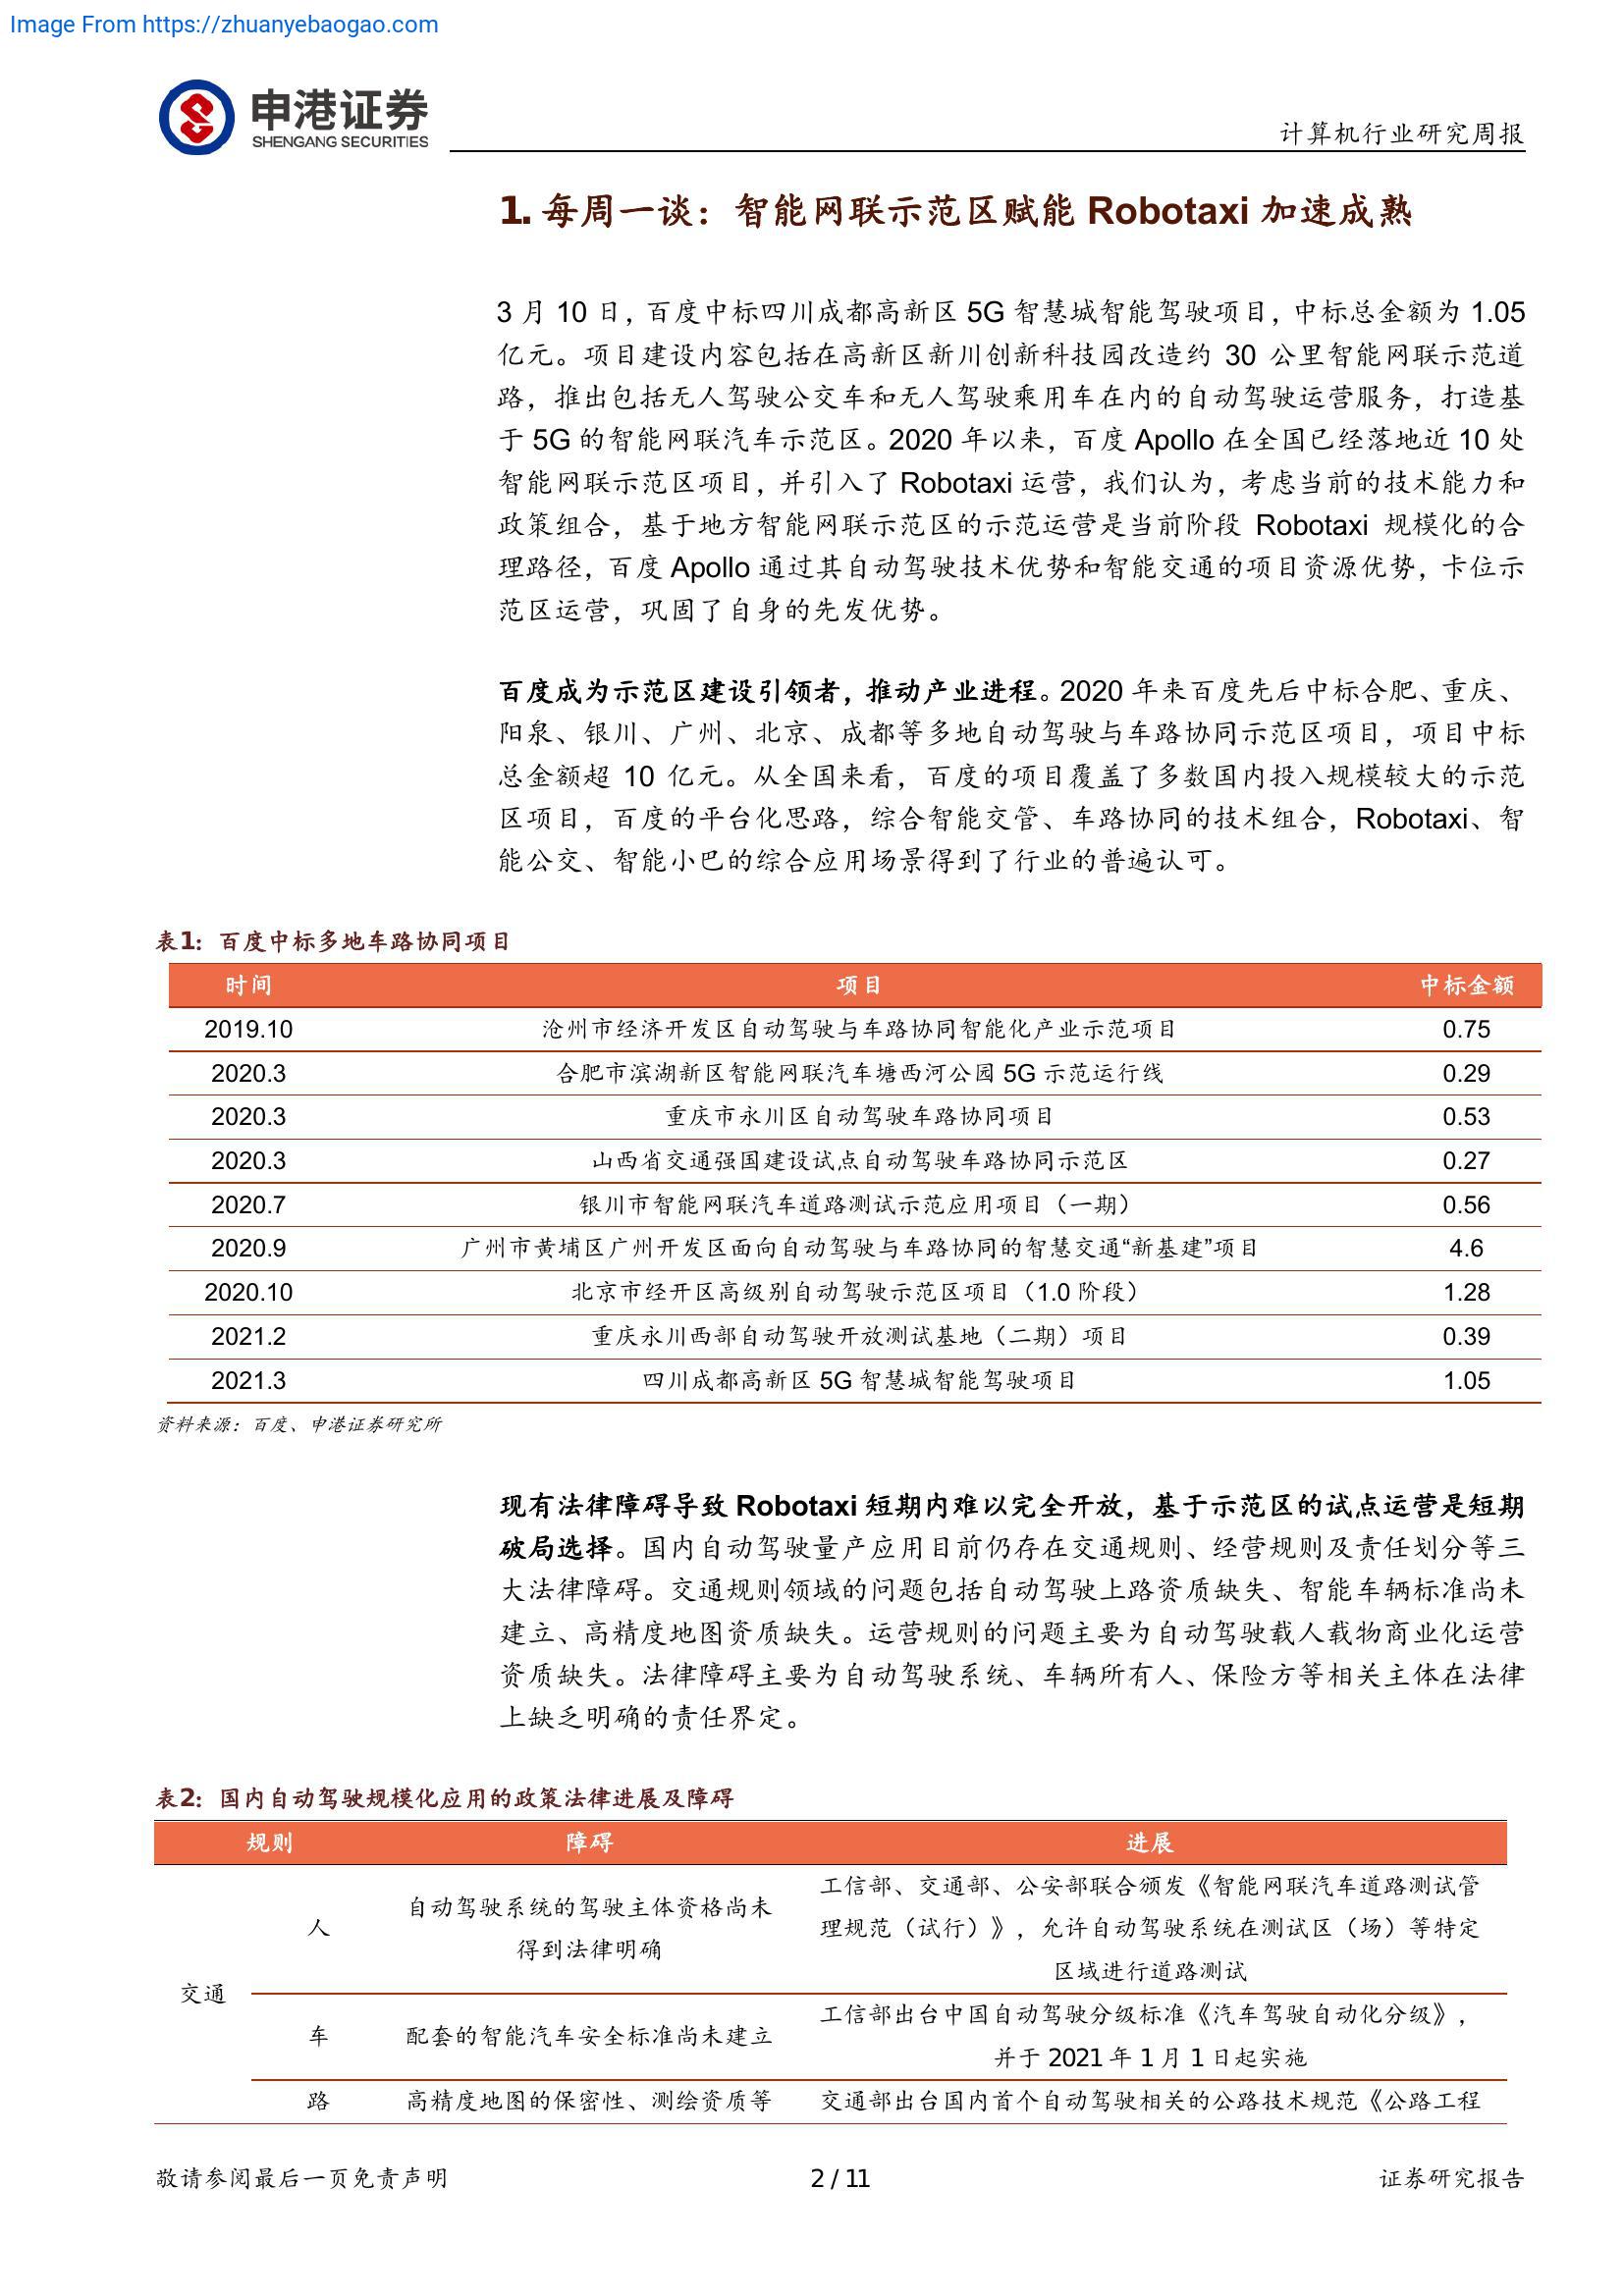 Image From https://zhuanyebaogao.com
申港证券
SHENGANG SECURITIES
计算机行业研究周报
1. 每周一谈：智能网联示范区赋能 Robotaxi 加速成熟
3 月 10 日，百度中标四川成都高新区 5G 智慧城智能驾驶项目，中标总金额为 1.05
亿元。项目建设内容包括在高新区新川创新科技园改造约 30 公里智能网联示范道
路，推出包括无人驾驶公交车和无人驾驶乘用车在内的自动驾驶运营服务，打造基
于 5G 的智能网联汽车示范区。2020 年以来，百度 Apollo 在全国已经落地近 10 处
智能网联示范区项目，并引入了 Robotaxi 运营，我们认为，考虑当前的技术能力和
政策组合，基于地方智能网联示范区的示范运营是当前阶段 Robotaxi 规模化的合
理路径，百度 Apollo 通过其自动驾驶技术优势和智能交通的项目资源优势，卡位示
范区运营，巩固了自身的先发优势。
百度成为示范区建设引领者，推动产业进程。2020 年来百度先后中标合肥、重庆、
阳泉、银川、广州、北京、成都等多地自动驾驶与车路协同示范区项目，项目中标
总金额超 10 亿元。从全国来看，百度的项目覆盖了多数国内投入规模较大的示范
区项目，百度的平台化思路，综合智能交管、车路协同的技术组合，Robotaxi、智
能公交、智能小巴的综合应用场景得到了行业的普遍认可。
表1：百度中标多地车路协同项目
时间 项目 中标金额
2019.10 沧州市经济开发区自动驾驶与车路协同智能化产业示范项目 0.75
2020.3 合肥市滨湖新区智能网联汽车塘西河公园 5G 示范运行线 0.29
2020.3 重庆市永川区自动驾驶车路协同项目 0.53
2020.3 山西省交通强国建设试点自动驾驶车路协同示范区 0.27
2020.7 银川市智能网联汽车道路测试示范应用项目（一期） 0.56
2020.9 广州市黄埔区广州开发区面向自动驾驶与车路协同的智慧交通“新基建”项目 4.6
2020.10 北京市经开区高级别自动驾驶示范区项目（1.0 阶段） 1.28
2021.2 重庆永川西部自动驾驶开放测试基地（二期）项目 0.39
2021.3 四川成都高新区 5G 智慧城智能驾驶项目 1.05
资料来源：百度、申港证券研究所
现有法律障碍导致 Robotaxi 短期内难以完全开放，基于示范区的试点运营是短期
破局选择。国内自动驾驶量产应用目前仍存在交通规则、经营规则及责任划分等三
大法律障碍。交通规则领域的问题包括自动驾驶上路资质缺失、智能车辆标准尚未
建立、高精度地图资质缺失。运营规则的问题主要为自动驾驶载人载物商业化运营
资质缺失。法律障碍主要为自动驾驶系统、车辆所有人、保险方等相关主体在法律
上缺乏明确的责任界定。
表2：国内自动驾驶规模化应用的政策法律进展及障碍
规则 障碍 进展
交通
人
自动驾驶系统的驾驶主体资格尚未
得到法律明确
工信部、交通部、公安部联合颁发《智能网联汽车道路测试管
理规范（试行）》，允许自动驾驶系统在测试区（场）等特定
区域进行道路测试
车 配套的智能汽车安全标准尚未建立
工信部出台中国自动驾驶分级标准《汽车驾驶自动化分级》，
并于 2021 年 1 月 1 日起实施
路 高精度地图的保密性、测绘资质等 交通部出台国内首个自动驾驶相关的公路技术规范《公路工程
敬请参阅最后一页免责声明 2 / 11 证券研究报告